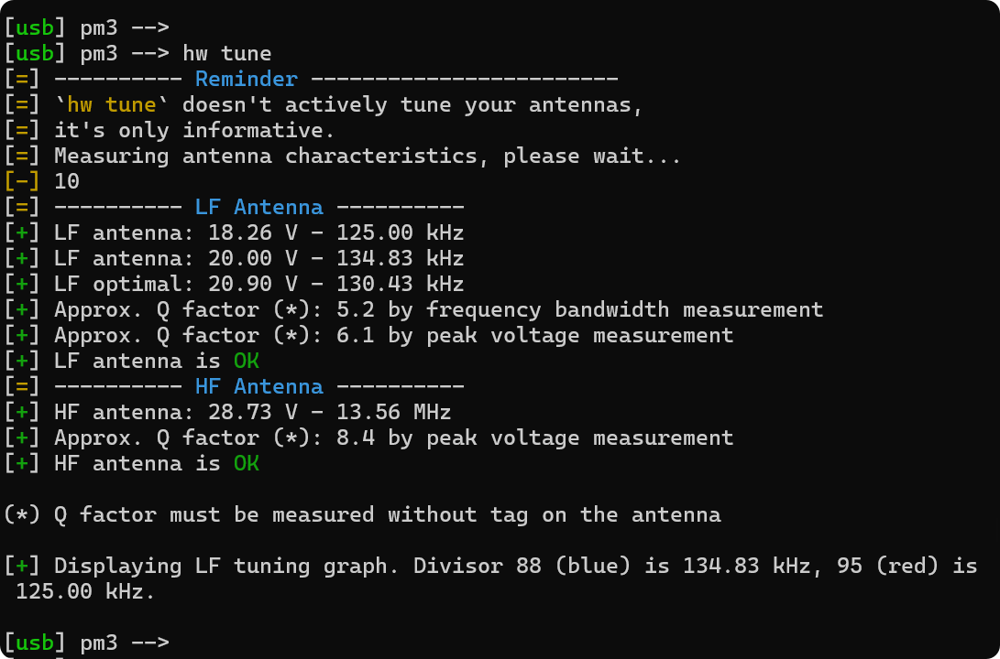 [usb] pm3 -->
[usb] pm3 --> hw tune
[=] ---------- Reminder ------------------------
[=] `hw tune` doesn't actively tune your antennas,
[=] it's only informative.
[=] Measuring antenna characteristics, please wait...
[-] 10
[=] ---------- LF Antenna ----------
[+] LF antenna: 18.26 V - 125.00 kHz
[+] LF antenna: 20.00 V - 134.83 kHz
[+] LF optimal: 20.90 V - 130.43 kHz
[+] Approx. Q factor (*): 5.2 by frequency bandwidth measurement
[+] Approx. Q factor (*): 6.1 by peak voltage measurement
[+] LF antenna is OK
[=] ---------- HF Antenna ----------
[+] HF antenna: 28.73 V - 13.56 MHz
[+] Approx. Q factor (*): 8.4 by peak voltage measurement
[+] HF antenna is OK
(*) Q factor must be measured without tag on the antenna
[+] Displaying LF tuning graph. Divisor 88 (blue) is 134.83 kHz, 95 (red) is
125.00 kHz.
[usb] pm3 -->